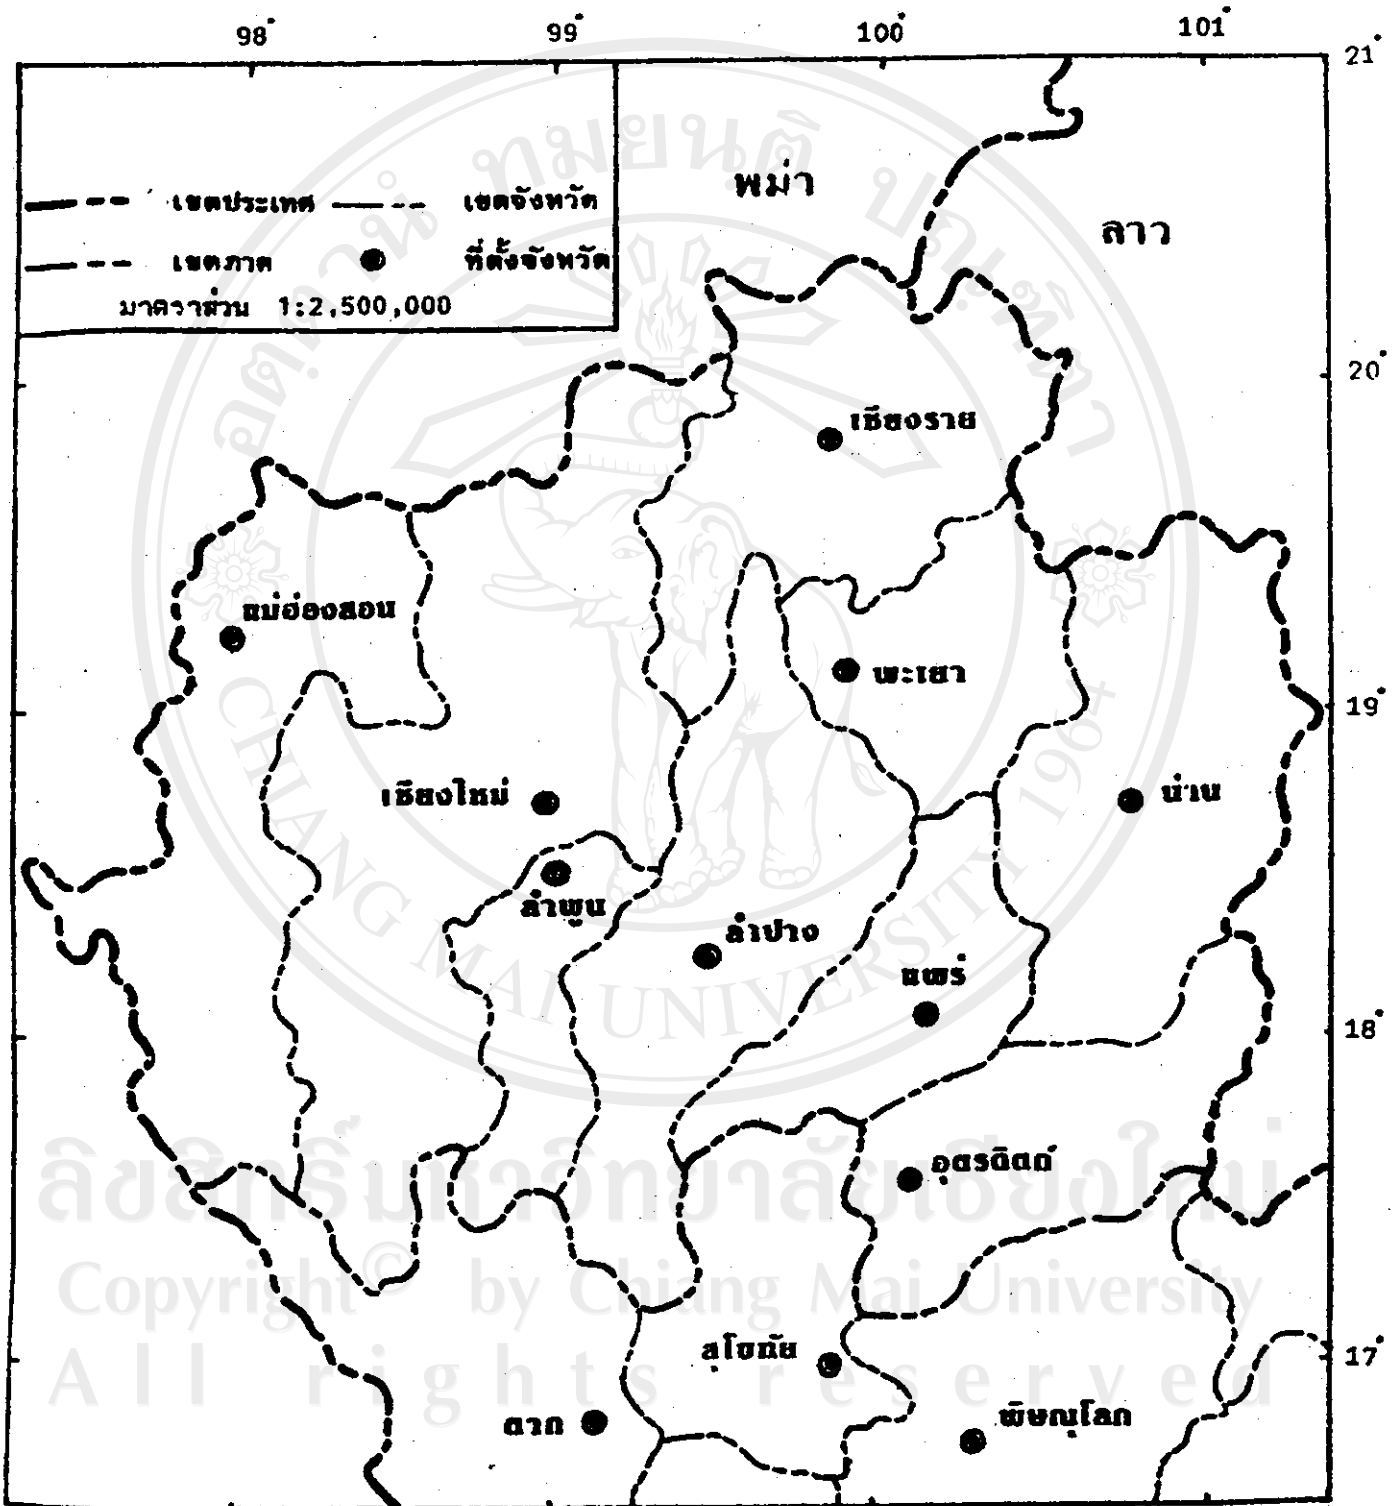 98° 99° 100° 101°
21°
พม่า
ลาว
เขตประเทศ เขตจังหวัด
เขตภาค ที่ตั้งจังหวัด
มาตราส่วน 1:2,500,000
20°
เชียงราย
แม่ฮ่องสอน
พะเยา
19°
เชียงใหม่
น่าน
ลำพูน
ลำปาง
แพร่
18°
อุตรดิตถ์
สุโขทัย
17°
ตาก
พิษณุโลก
CHIANG MAI UNIVERSITY 1964
ลิขสิทธิ์มหาวิทยาลัยเชียงใหม่
Copyright© by Chiang Mai University
All rights reserved